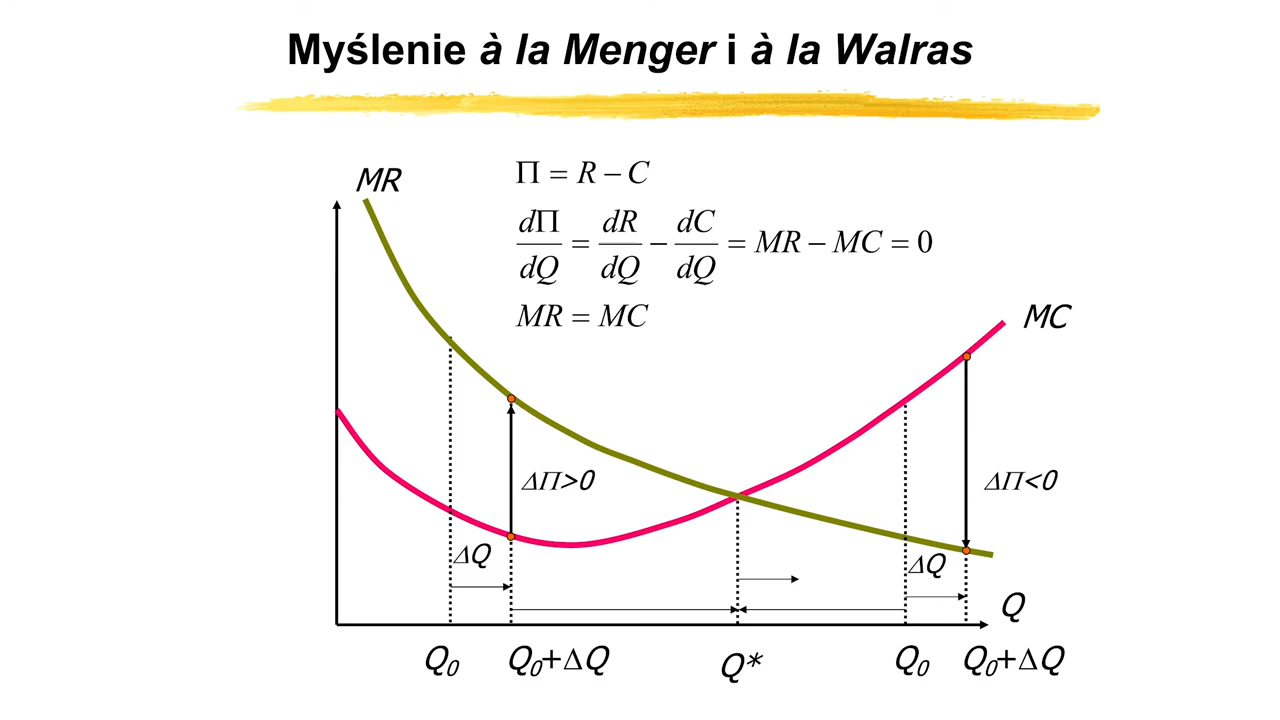 Myślenie à la Menger i à la Walras
MR
Π = R − C
dΠ/dQ = dR/dQ − dC/dQ = MR − MC = 0
MR = MC
MC
ΔΠ>0
ΔΠ<0
ΔQ
ΔQ
Q
Q₀
Q₀+ΔQ
Q*
Q₀
Q₀+ΔQ